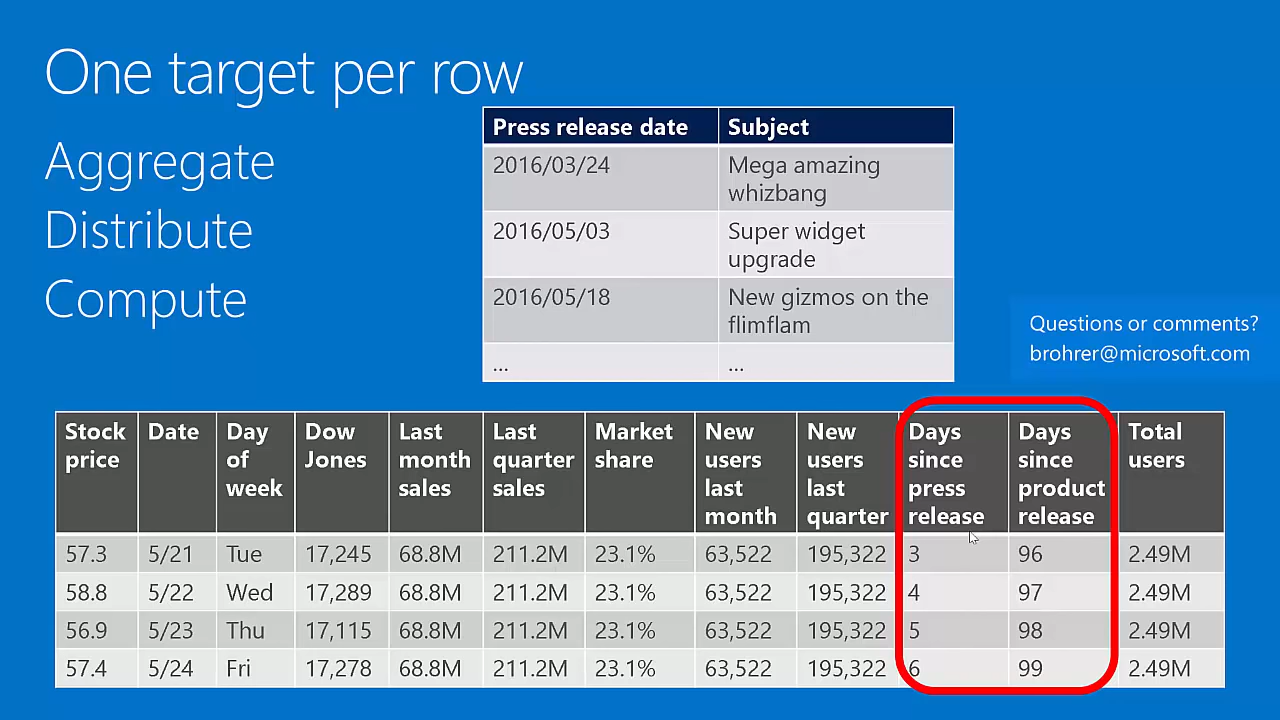 One target per row
Aggregate
Distribute
Compute
Press release date Subject
2016/03/24 Mega amazing
whizbang
2016/05/03 Super widget
upgrade
2016/05/18 New gizmos on the
flimflam
... ...
Questions or comments?
brohrer@microsoft.com
Stock Date Day Dow Last Last Market New New Days Days Total
price of Jones month quarter share users users since since users
week sales sales last last press product
month quarter release release
57.3 5/21 Tue 17,245 68.8M 211.2M 23.1% 63,522 195,322 3 96 2.49M
58.8 5/22 Wed 17,289 68.8M 211.2M 23.1% 63,522 195,322 4 97 2.49M
56.9 5/23 Thu 17,115 68.8M 211.2M 23.1% 63,522 195,322 5 98 2.49M
57.4 5/24 Fri 17,278 68.8M 211.2M 23.1% 63,522 195,322 6 99 2.49M